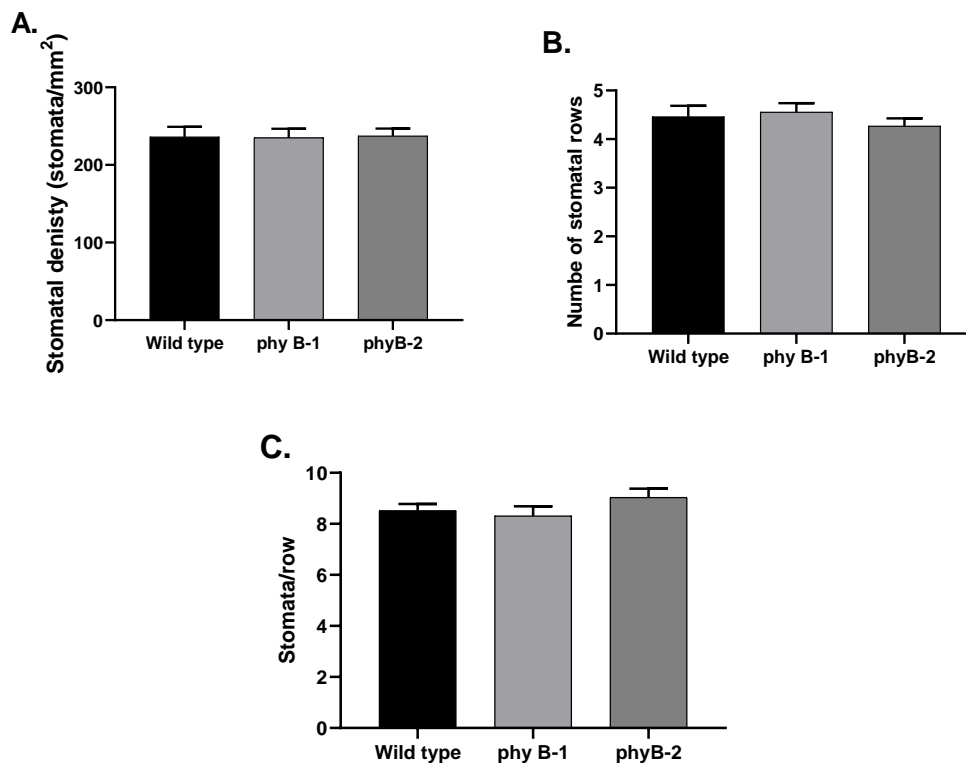 A.
Stomatal denisty (stomata/mm²)
300
200
100
0
Wild type phy B-1 phyB-2
B.
Numbe of stomatal rows
5
4
3
2
1
0
Wild type phy B-1 phyB-2
C.
Stomata/row
10
8
6
4
2
0
Wild type phy B-1 phyB-2